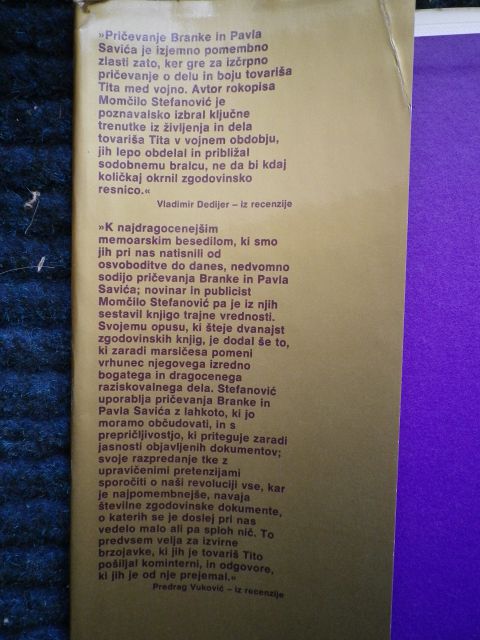 »Pričevanje Branke in Pavla
Savića je izjemno pomembno
zlasti zato, ker gre za izčrpno
pričevanje o delu in boju tovariša
Tita med vojno. Avtor rokopisa
Momčilo Stefanović je
poznavalsko izbral ključne
trenutke iz življenja in dela
tovariša Tita v vojnem obdobju,
jih lepo obdelal in približal
sodobnemu bralcu, ne da bi kdaj
količkaj okrnil zgodovinsko
resnico.«
Vladimir Dedijer – iz recenzije
»K najdragocenejšim
memoarskim besedilom, ki smo
jih pri nas natisnili od
osvoboditve do danes, nedvomno
sodijo pričevanja Branke in Pavla
Savića; novinar in publicist
Momčilo Stefanović pa je iz njih
sestavil knjigo trajne vrednosti.
Svojemu opusu, ki šteje dvanajst
zgodovinskih knjig, je dodal še to,
ki zaradi marsičesa pomeni
vrhunec njegovega izredno
bogatega in dragocenega
raziskovalnega dela. Stefanović
uporablja pričevanja Branke in
Pavla Savića z lahkoto, ki jo
moramo občudovati, in s
prepričljivostjo, ki priteguje zaradi
jasnosti objavljenih dokumentov;
svoje razpredanje tke z
upravičenimi pretenzijami
sporočiti o naši revoluciji vse, kar
je najpomembnejše, navaja
številne zgodovinske dokumente,
o katerih se je doslej pri nas
vedelo malo ali pa sploh nič. To
predvsem velja za izvirne
brzojavke, ki jih je tovariš Tito
pošiljal kominterni, in odgovore,
ki jih je od nje prejemal.«
Predrag Vuković – iz recenzije